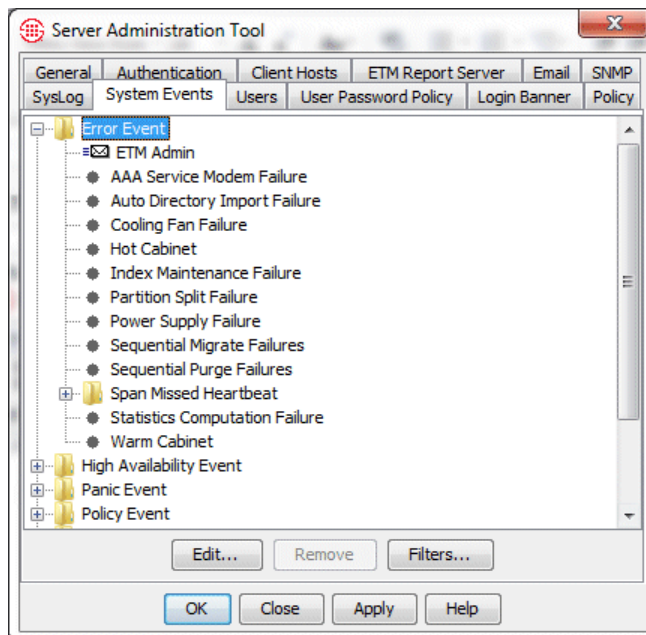 Server Administration Tool
General Authentication Client Hosts ETM Report Server Email SNMP
SysLog System Events Users User Password Policy Login Banner Policy
Error Event
ETM Admin
AAA Service Modem Failure
Auto Directory Import Failure
Cooling Fan Failure
Hot Cabinet
Index Maintenance Failure
Partition Split Failure
Power Supply Failure
Sequential Migrate Failures
Sequential Purge Failures
Span Missed Heartbeat
Statistics Computation Failure
Warm Cabinet
High Availability Event
Panic Event
Policy Event
Edit... Remove Filters...
OK Close Apply Help